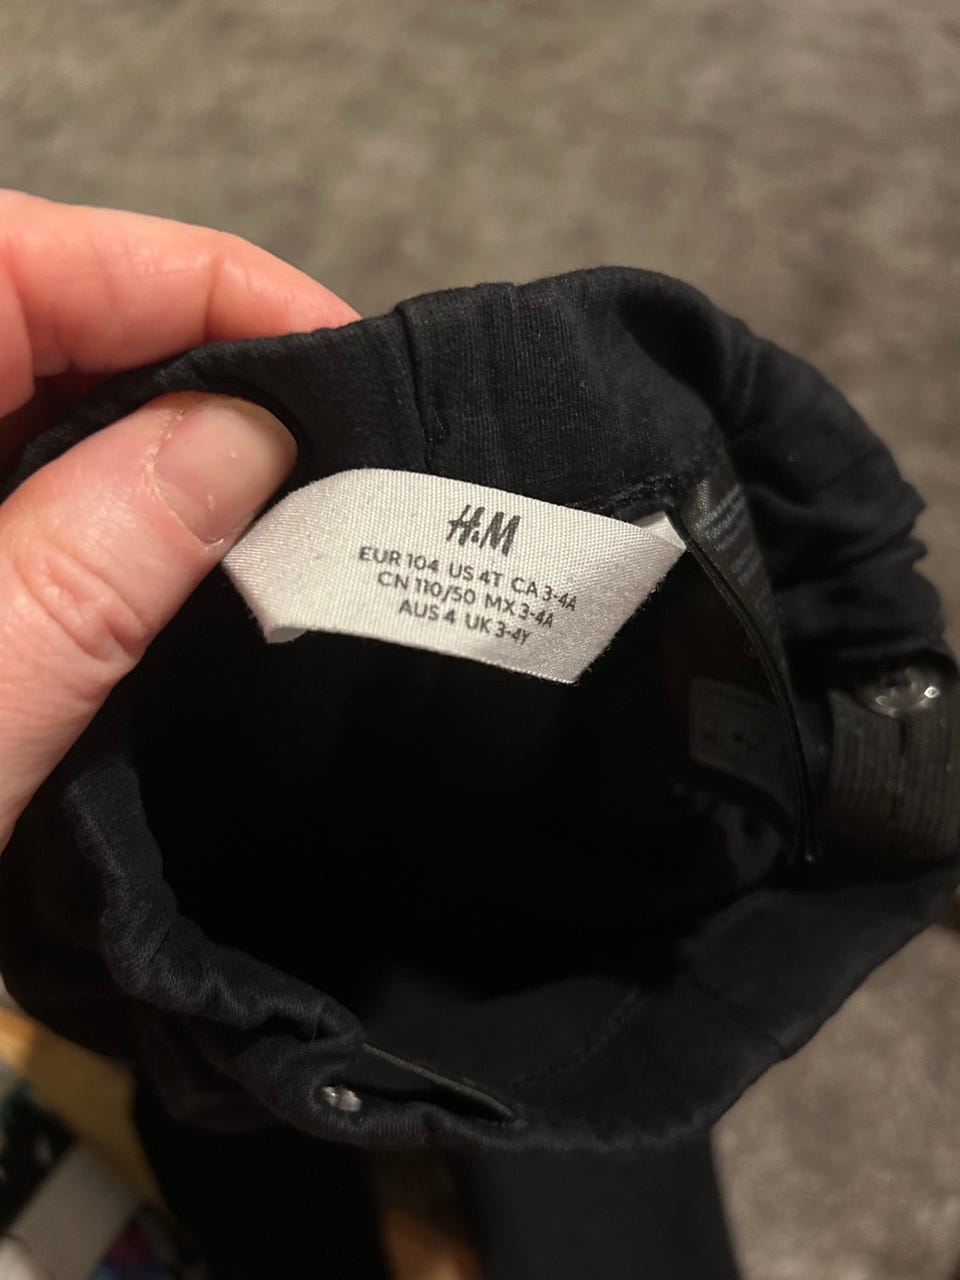 H&M
EUR 104 US 4T CA 3-4A
CN 110/50 MX 3-4A
AUS 4 UK 3-4Y